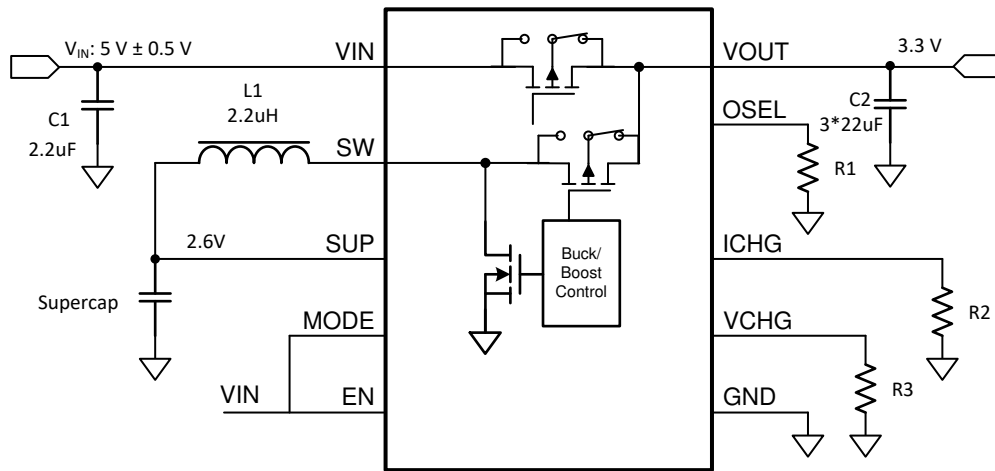 V_IN: 5 V ± 0.5 V
VIN
VOUT
3.3 V
C1
2.2uF
L1
2.2uH
OSEL
C2
3*22uF
SW
R1
2.6V
SUP
ICHG
Buck/
Boost
Control
Supercap
R2
MODE
VCHG
VIN
EN
R3
GND